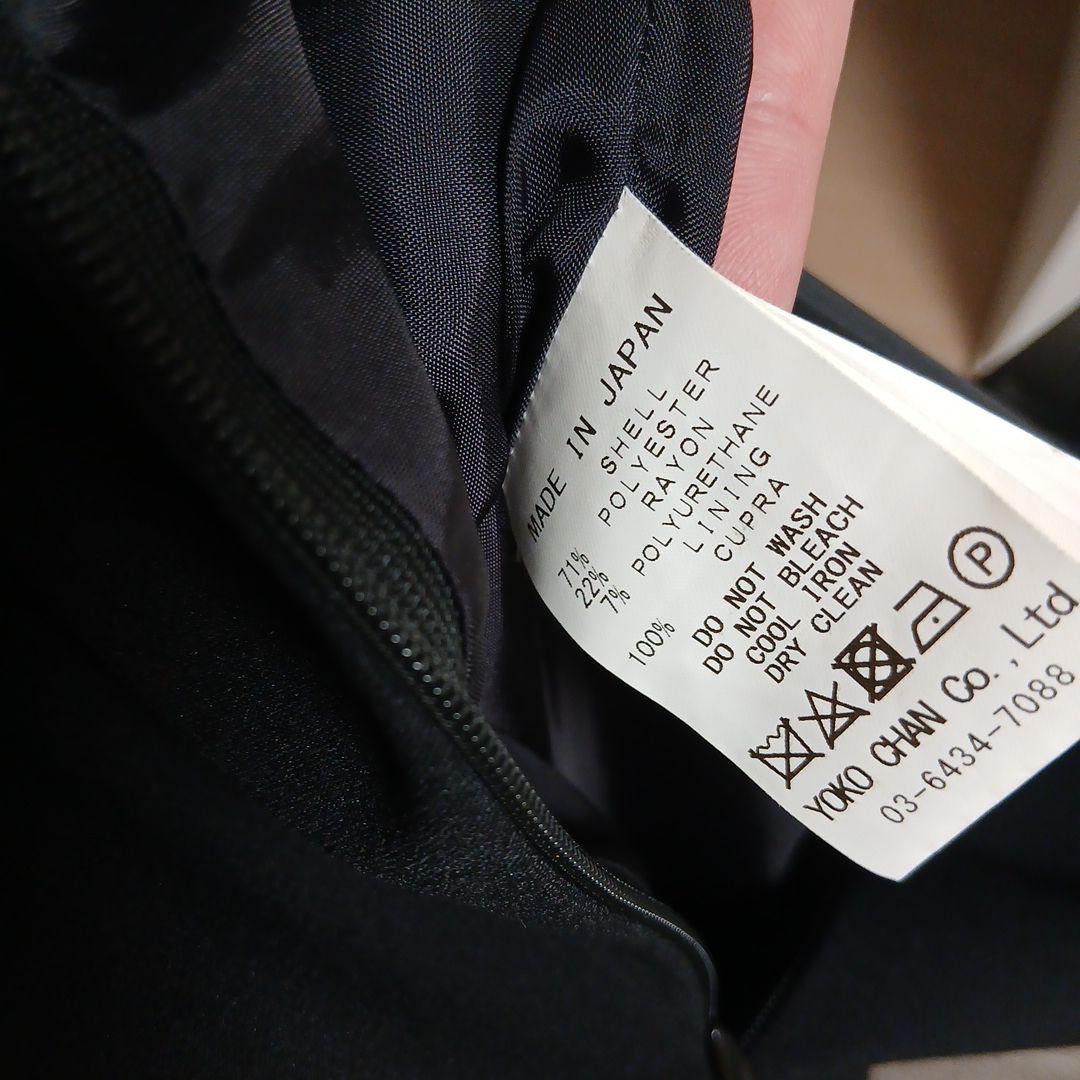 MADE IN JAPAN
SHELL
71% POLYESTER
22% RAYON
7% POLYURETHANE
LINING
100% CUPRA
DO NOT WASH
DO NOT BLEACH
COOL IRON
DRY CLEAN
P
YOKO CHAN Co.,Ltd
03-6434-7088